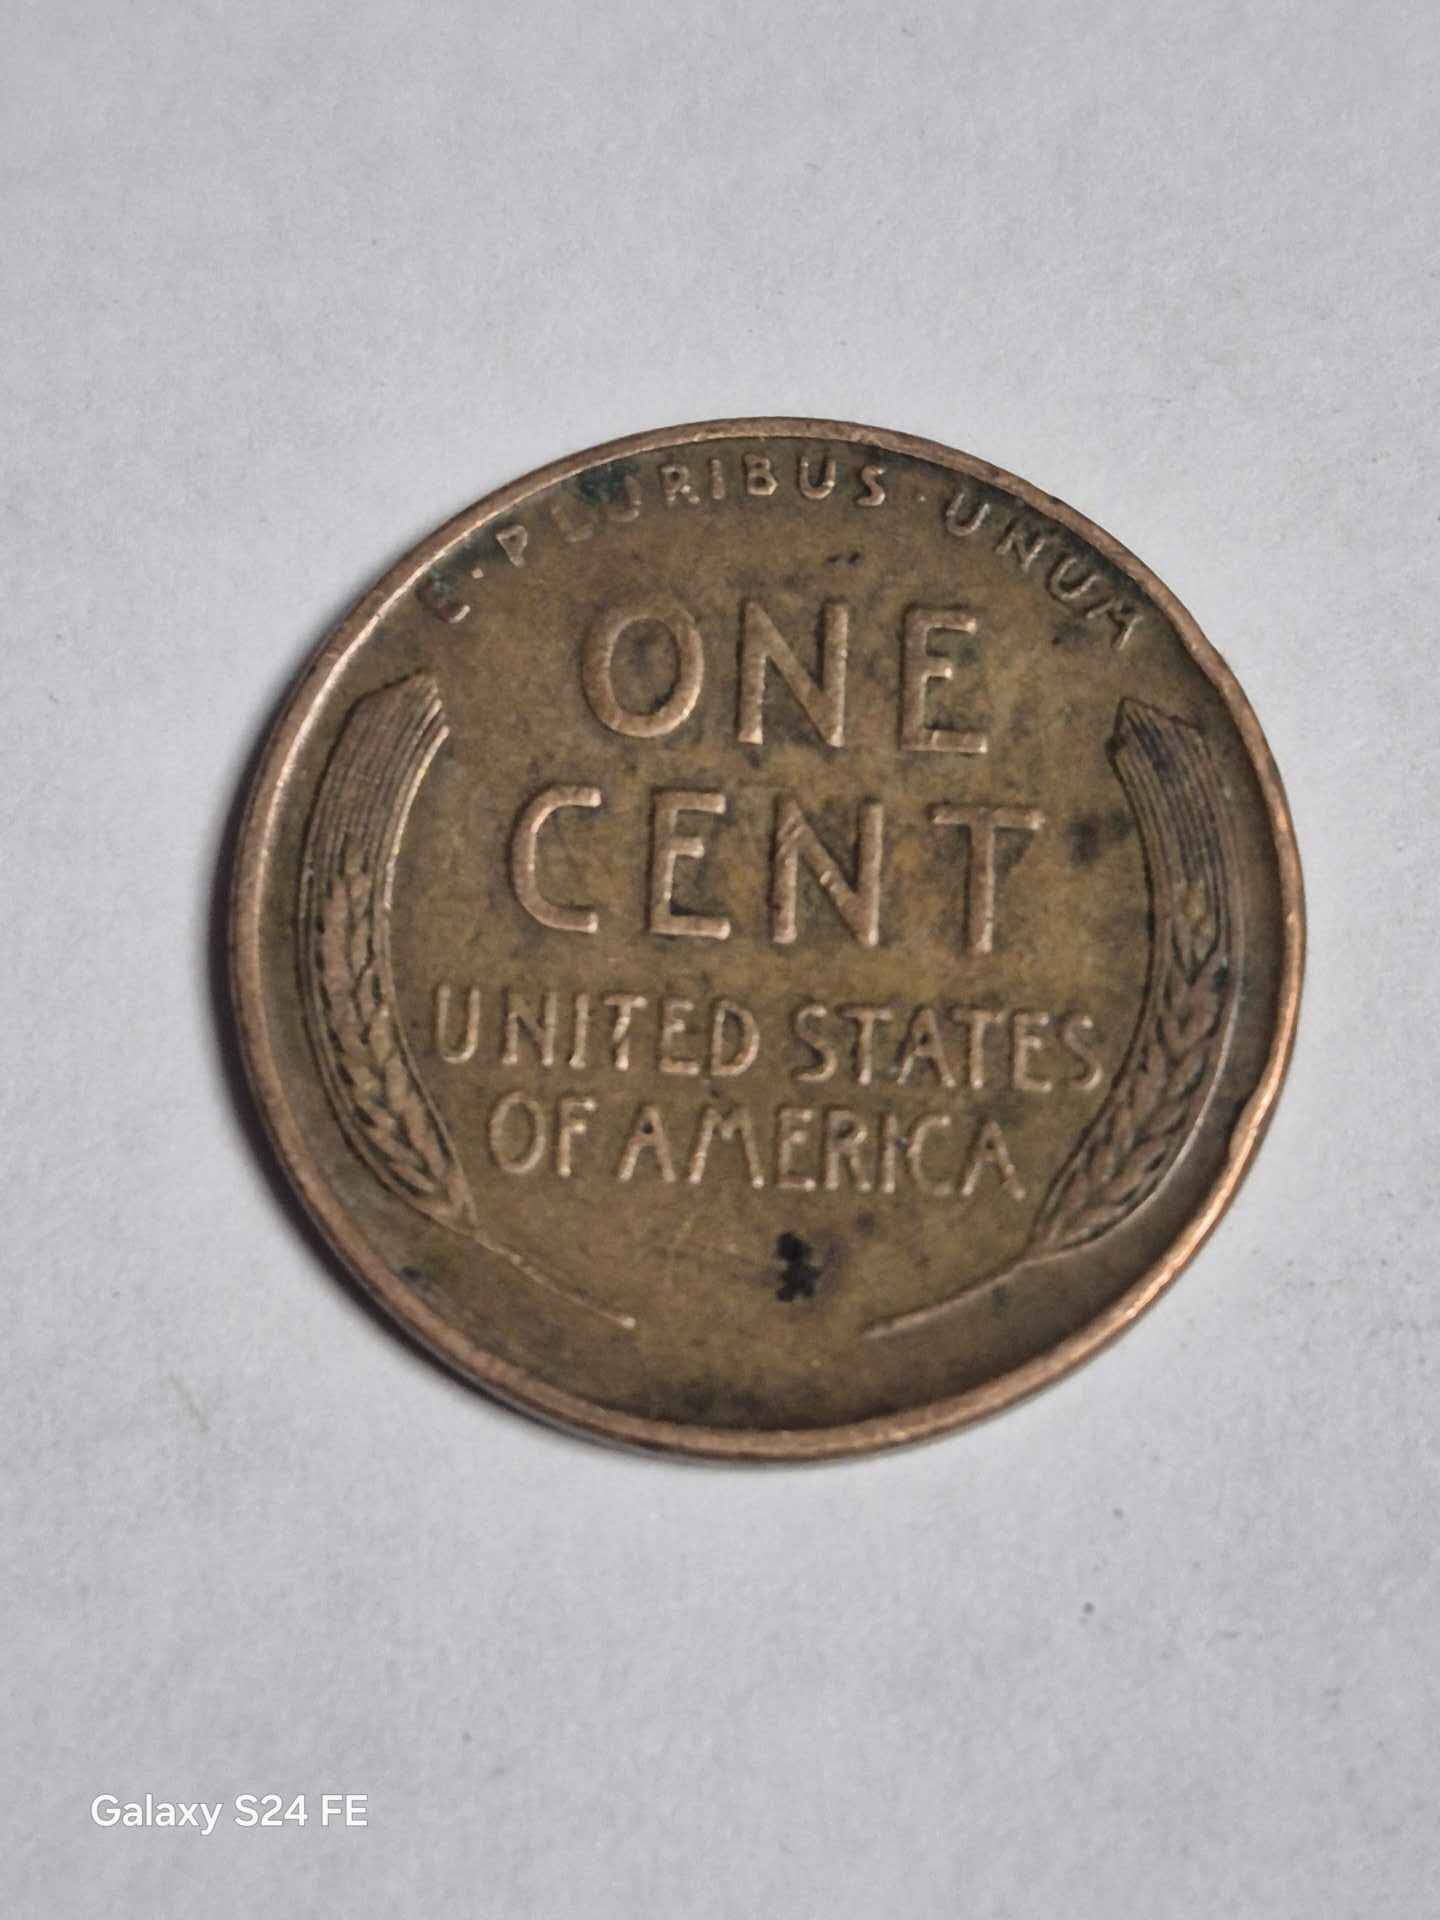 E · PLURIBUS · UNUM
ONE
CENT
UNITED STATES
OF AMERICA
Galaxy S24 FE